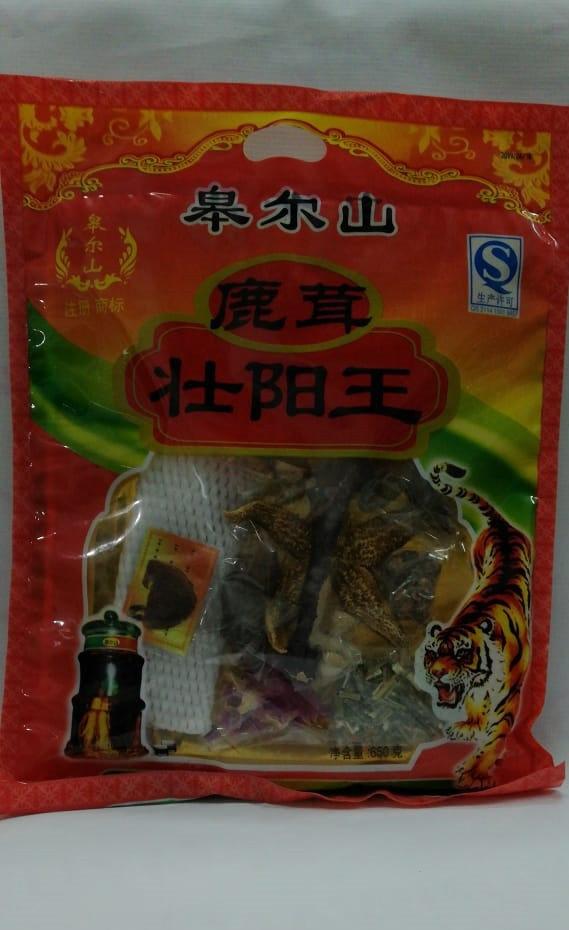 皋尔山
皋尔山
注册 商标
生产许可
鹿茸
壮阳王
净含量:650克